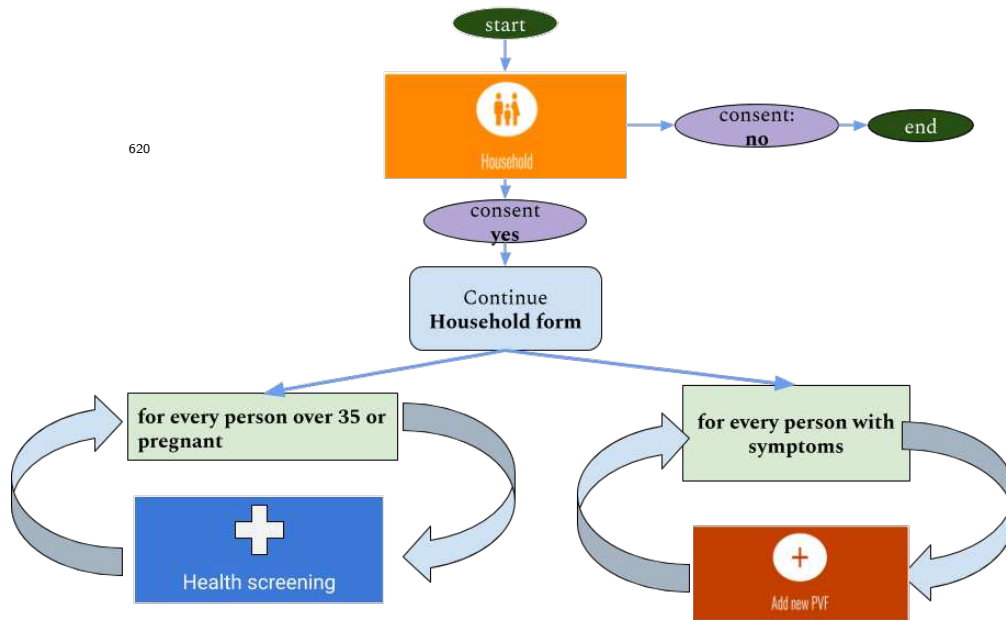 start
620
Household
consent:
no
end
consent
yes
Continue
Household form
for every person over 35 or
pregnant
for every person with
symptoms
Health screening
Add new PVF